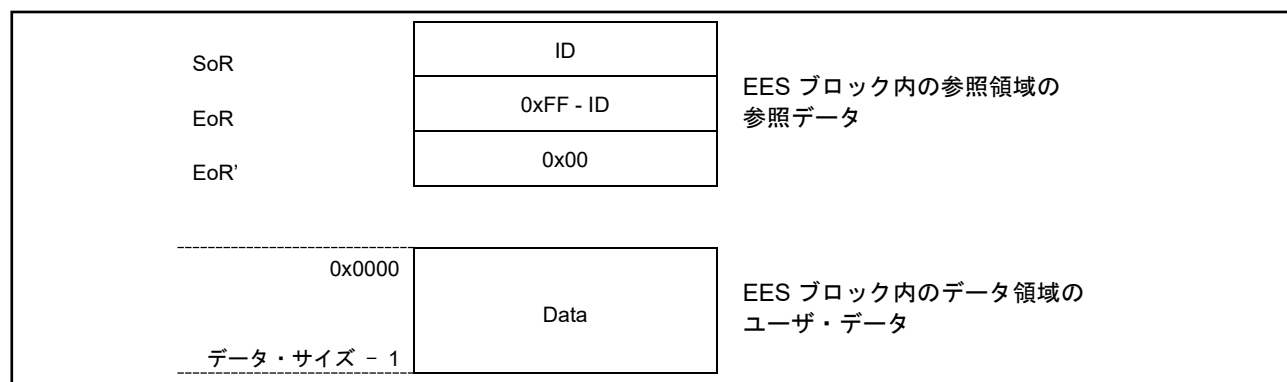 SoR
ID
EoR
0xFF - ID
EoR’
0x00
EES ブロック内の参照領域の
参照データ
0x0000
データ・サイズ － 1
Data
EES ブロック内のデータ領域の
ユーザ・データ